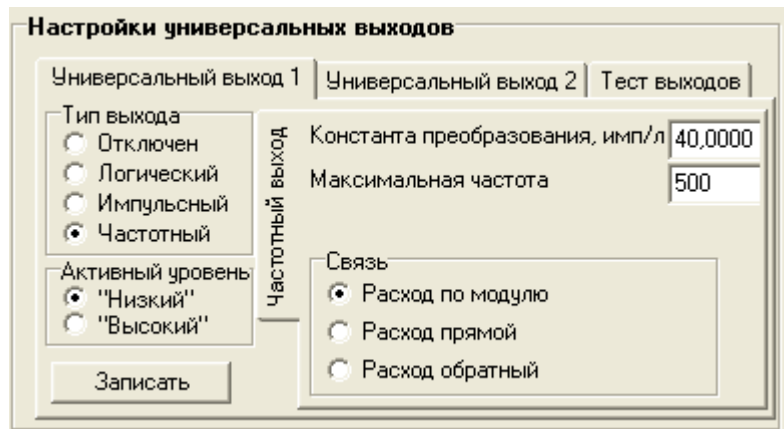 Настройки универсальных выходов
Универсальный выход 1
Универсальный выход 2
Тест выходов
Тип выхода
Отключен
Логический
Импульсный
Частотный
Активный уровень
"Низкий"
"Высокий"
Записать
Частотный выход
Константа преобразования, имп/л 40,0000
Максимальная частота 500
Связь
Расход по модулю
Расход прямой
Расход обратный